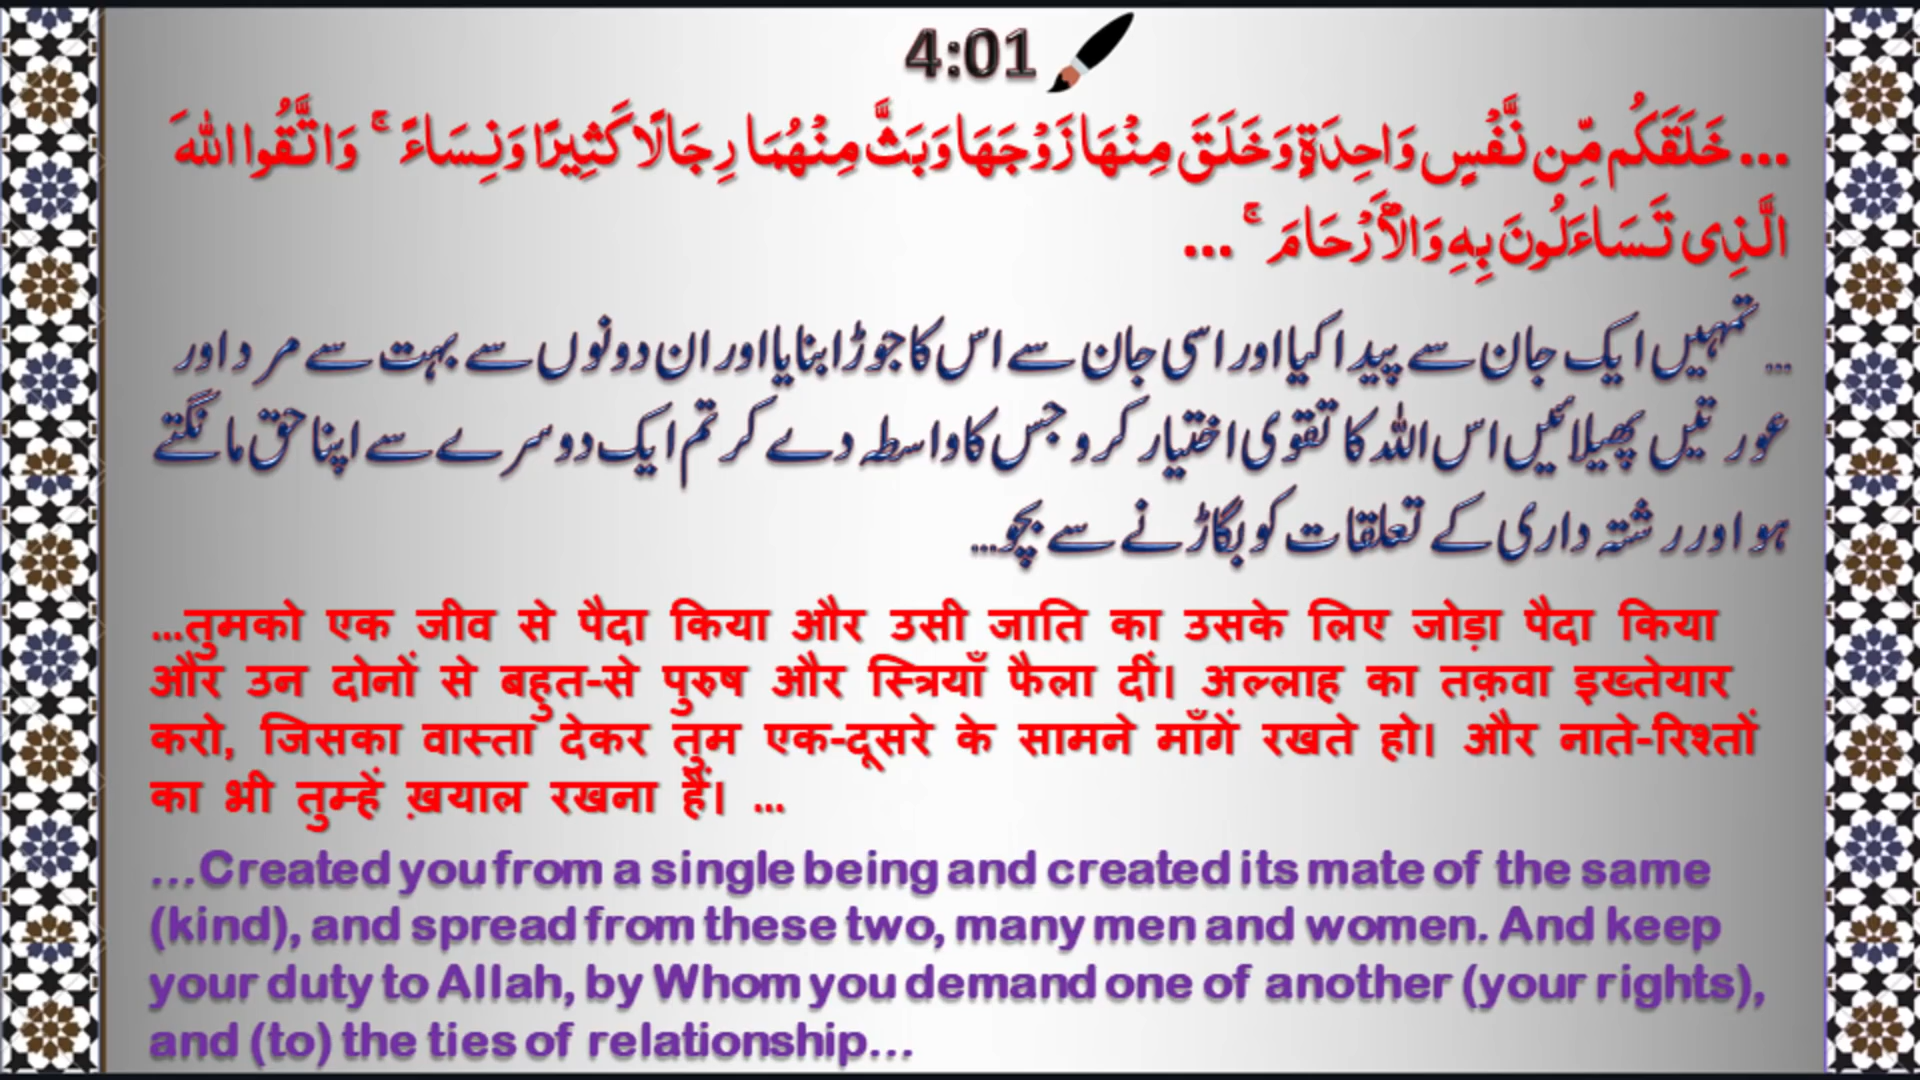 4:01
... خَلَقَكُم مِّن نَّفْسٍ وَاحِدَةٍ وَخَلَقَ مِنْهَا زَوْجَهَا وَبَثَّ مِنْهُمَا رِجَالًا كَثِيرًا وَنِسَاءً ۚ وَاتَّقُوا اللهَ
الَّذِى تَسَاءَلُونَ بِهِ وَالْأَرْحَامَ ۚ ...
... تمہیں ایک جان سے پیدا کیا اور اسی جان سے اس کا جوڑا بنایا اور ان دونوں سے بہت سے مرد اور
عورتیں پھیلائیں اس اللہ کا تقوی اختیار کرو جس کا واسطہ دے کر تم ایک دوسرے سے اپنا حق مانگتے
ہو اور رشتہ داری کے تعلقات کو بگاڑنے سے بچو...
...तुमको एक जीव से पैदा किया और उसी जाति का उसके लिए जोड़ा पैदा किया
और उन दोनों से बहुत-से पुरुष और स्त्रियाँ फैला दीं। अल्लाह का तक़वा इख्तेयार
करो, जिसका वास्ता देकर तुम एक-दूसरे के सामने माँगें रखते हो। और नाते-रिश्तों
का भी तुम्हें ख़याल रखना हैं। ...
...Created you from a single being and created its mate of the same
(kind), and spread from these two, many men and women. And keep
your duty to Allah, by Whom you demand one of another (your rights),
and (to) the ties of relationship...